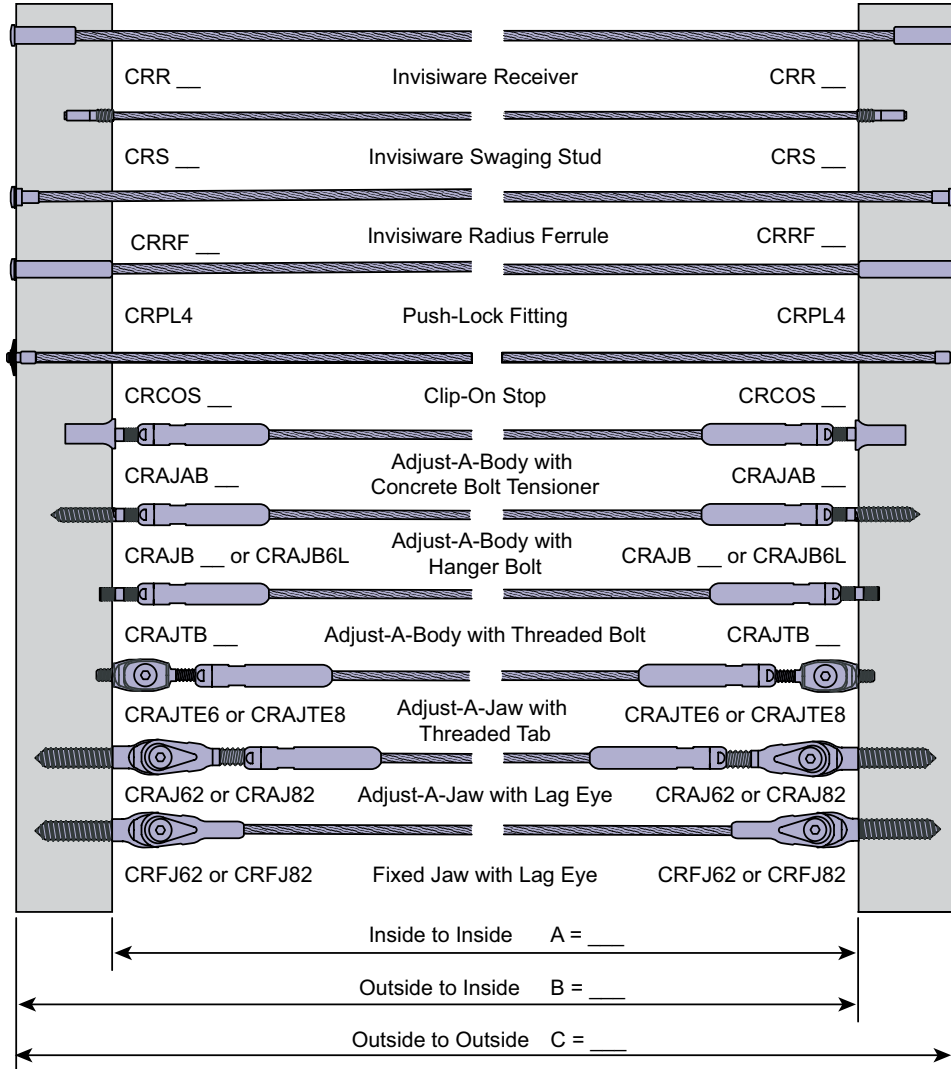 CRR __ Invisiware Receiver CRR __
CRS __ Invisiware Swaging Stud CRS __
CRRF __ Invisiware Radius Ferrule CRRF __
CRPL4 Push-Lock Fitting CRPL4
CRCOS __ Clip-On Stop CRCOS __
CRAJAB __ Adjust-A-Body with CRAJAB __
Concrete Bolt Tensioner
CRAJB __ or CRAJB6L Adjust-A-Body with CRAJB __ or CRAJB6L
Hanger Bolt
CRAJTB __ Adjust-A-Body with Threaded Bolt CRAJTB __
CRAJTE6 or CRAJTE8 Adjust-A-Jaw with CRAJTE6 or CRAJTE8
Threaded Tab
CRAJ62 or CRAJ82 Adjust-A-Jaw with Lag Eye CRAJ62 or CRAJ82
CRFJ62 or CRFJ82 Fixed Jaw with Lag Eye CRFJ62 or CRFJ82
Inside to Inside A = ___
Outside to Inside B = ___
Outside to Outside C = ___